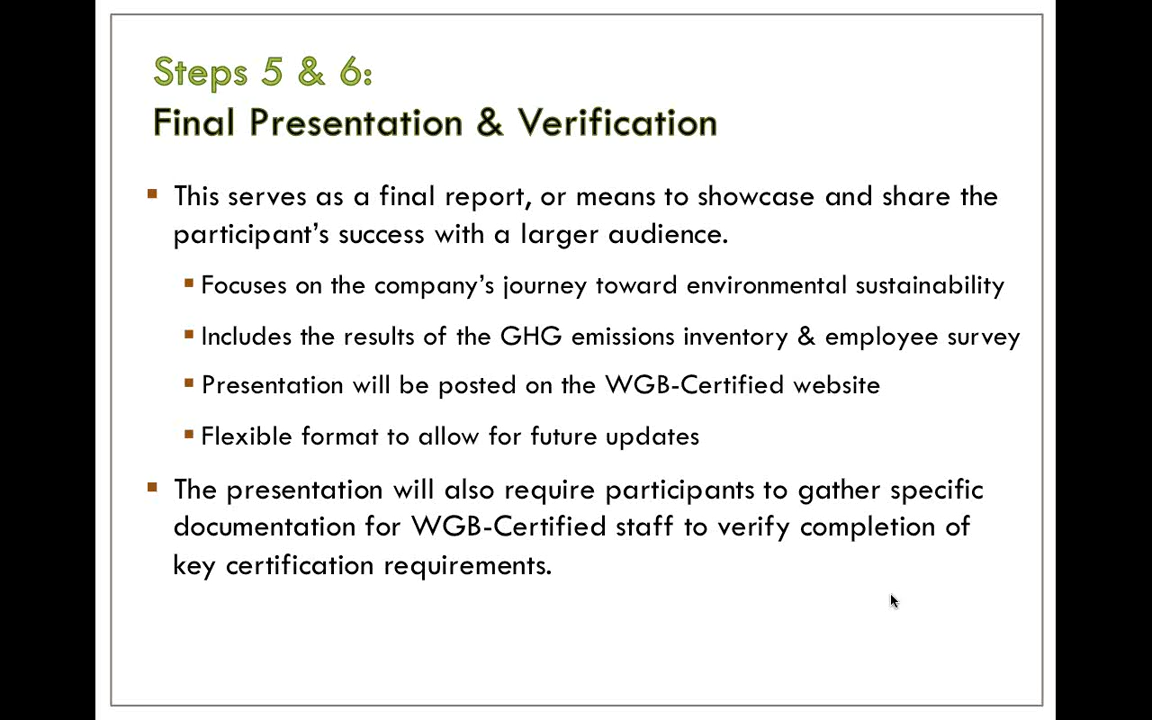 Steps 5 & 6:
Final Presentation & Verification
This serves as a final report, or means to showcase and share the
participant’s success with a larger audience.
Focuses on the company’s journey toward environmental sustainability
Includes the results of the GHG emissions inventory & employee survey
Presentation will be posted on the WGB-Certified website
Flexible format to allow for future updates
The presentation will also require participants to gather specific
documentation for WGB-Certified staff to verify completion of
key certification requirements.